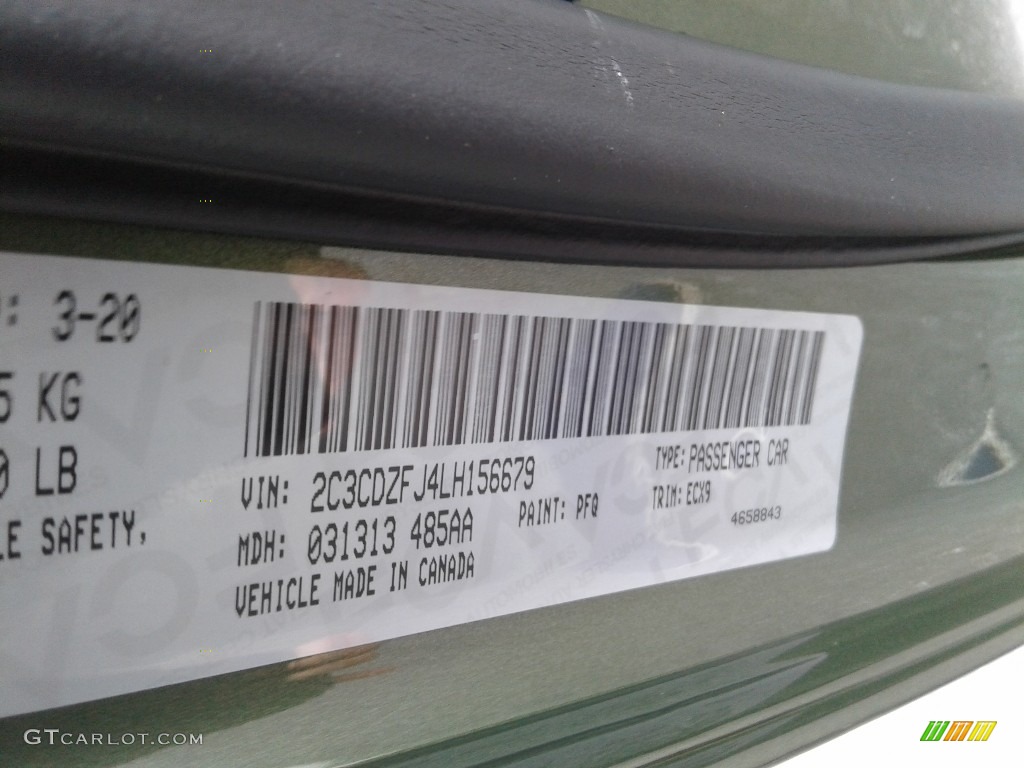 : 3-20
5 KG
0 LB
LE SAFETY,
VIN: 2C3CDZFJ4LH156679
TYPE: PASSENGER CAR
MDH: 031313 485AA
PAINT: PFQ
TRIM: ECX9
4658843
VEHICLE MADE IN CANADA
GTCARLOT.COM